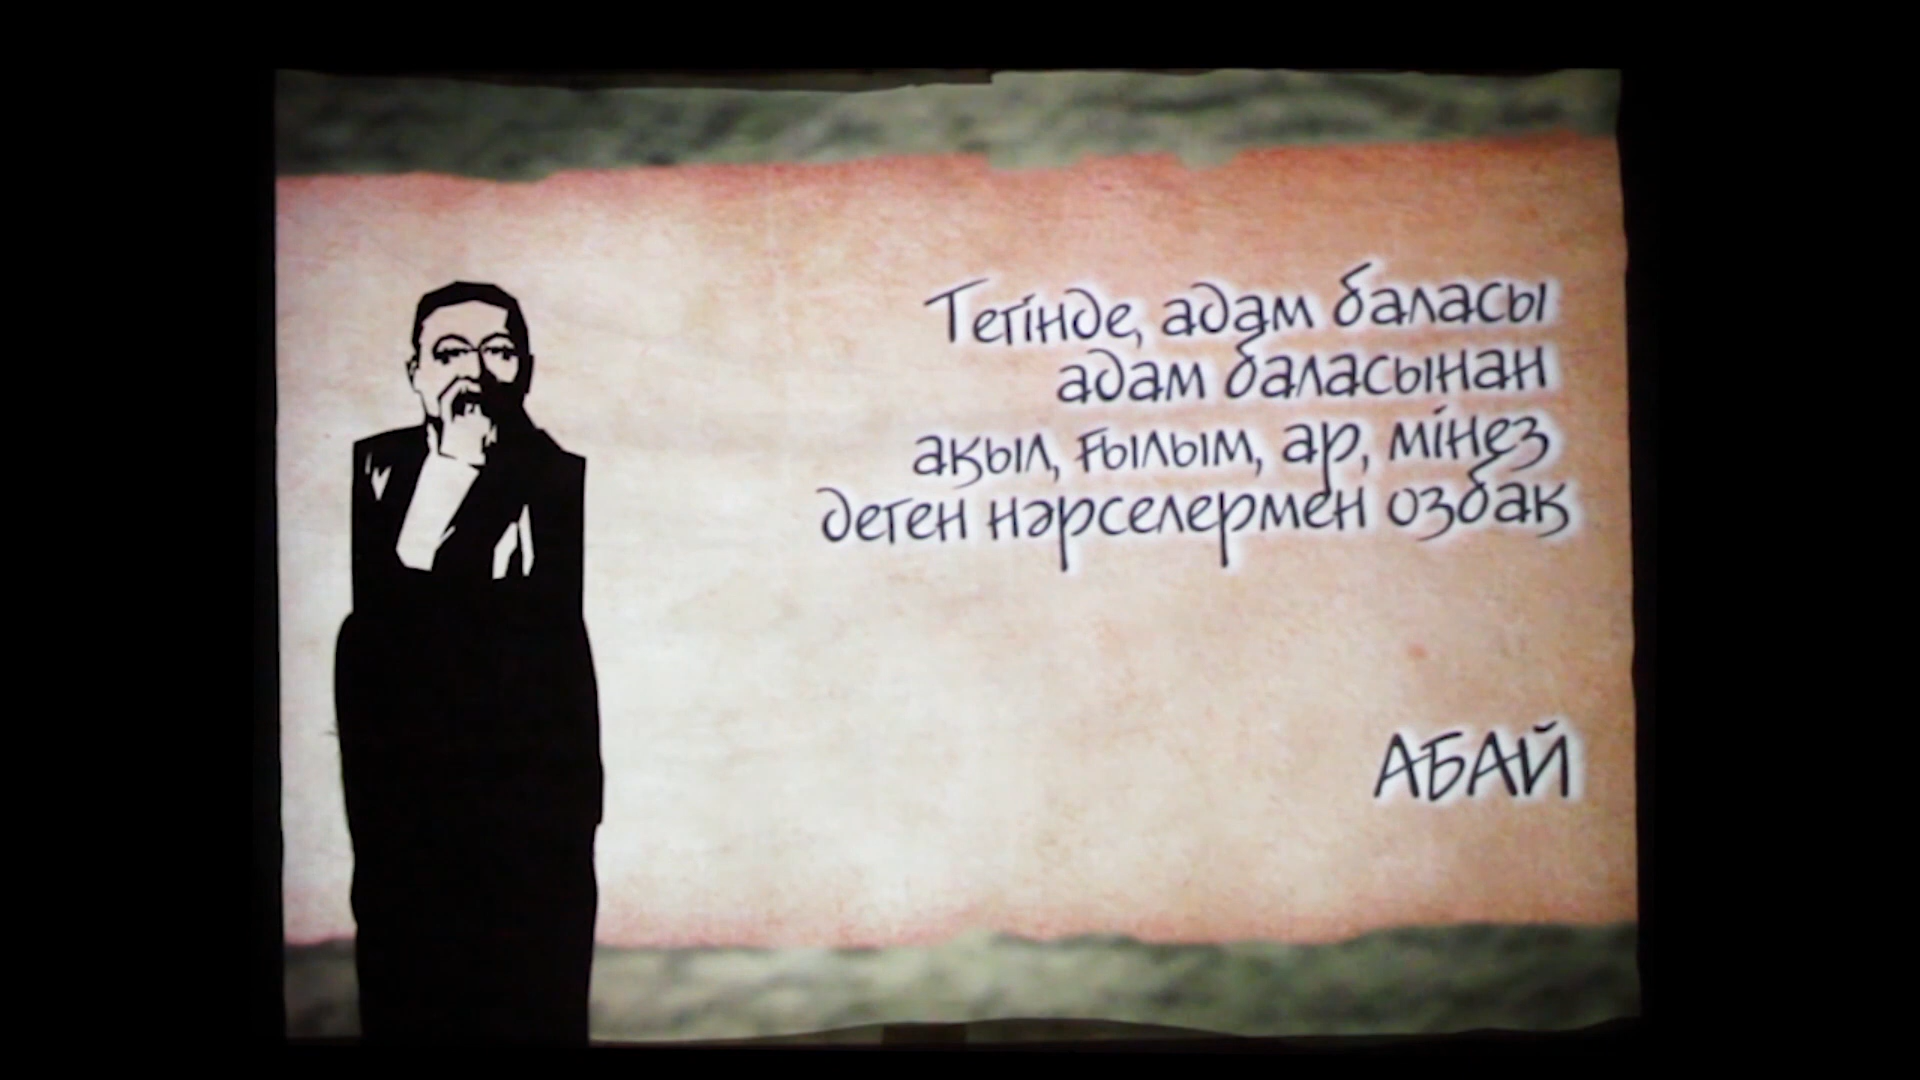 Тегінде, адам баласы
адам баласынан
ақыл, ғылым, ар, мінез
деген нәрселермен озбақ
АБАЙ